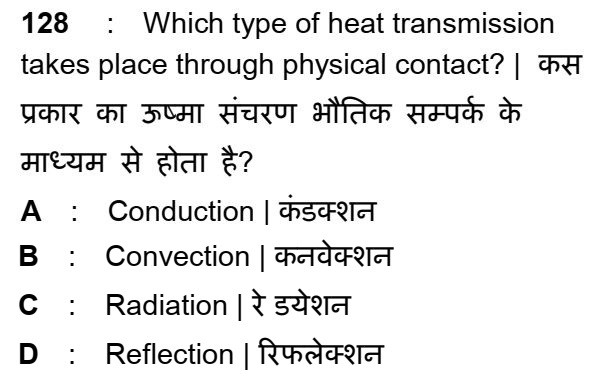 128 : Which type of heat transmission
takes place through physical contact? | कस
प्रकार का ऊष्मा संचरण भौतिक सम्पर्क के
माध्यम से होता है?
A : Conduction | कंडक्शन
B : Convection | कनवेक्शन
C : Radiation | रे डयेशन
D : Reflection | रिफलेक्शन